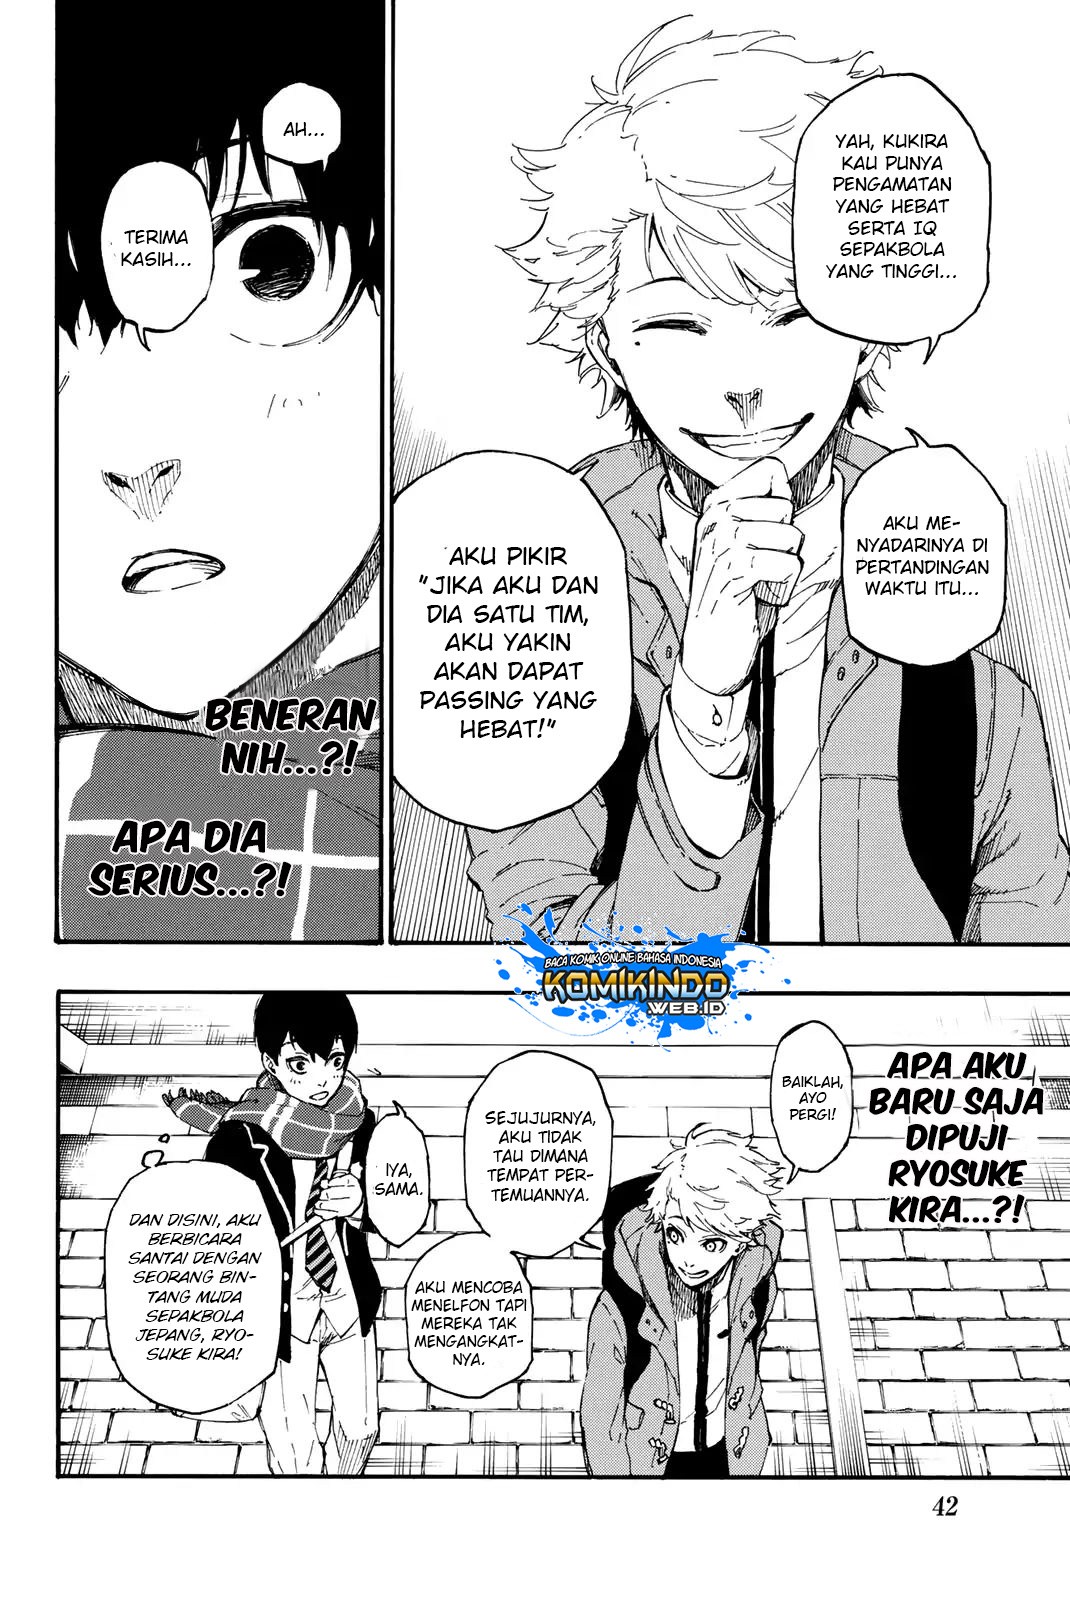 YAH, KUKIRA
KAU PUNYA
PENGAMATAN
YANG HEBAT
SERTA IQ
SEPAKBOLA
YANG TINGGI...
AKU ME-
NYADARINYA DI
PERTANDINGAN
WAKTU ITU...
AKU PIKIR
"JIKA AKU DAN
DIA SATU TIM,
AKU YAKIN
AKAN DAPAT
PASSING YANG
HEBAT!"
AH...
TERIMA
KASIH...
BENERAN
NIH...?!
APA DIA
SERIUS...?!
BACA KOMIK ONLINE BAHASA INDONESIA
KOMIKINDO
WEB.ID
APA AKU
BARU SAJA
DIPUJI
RYOSUKE
KIRA...?!
BAIKLAH,
AYO
PERGI!
SEJUJURNYA,
AKU TIDAK
TAU DIMANA
TEMPAT PER-
TEMUANNYA.
AKU MENCOBA
MENELFON TAPI
MEREKA TAK
MENGANGKAT-
NYA.
IYA,
SAMA.
DAN DISINI, AKU
BERBICARA
SANTAI DENGAN
SEORANG BIN-
TANG MUDA
SEPAKBOLA
JEPANG, RYO-
SUKE KIRA!
42